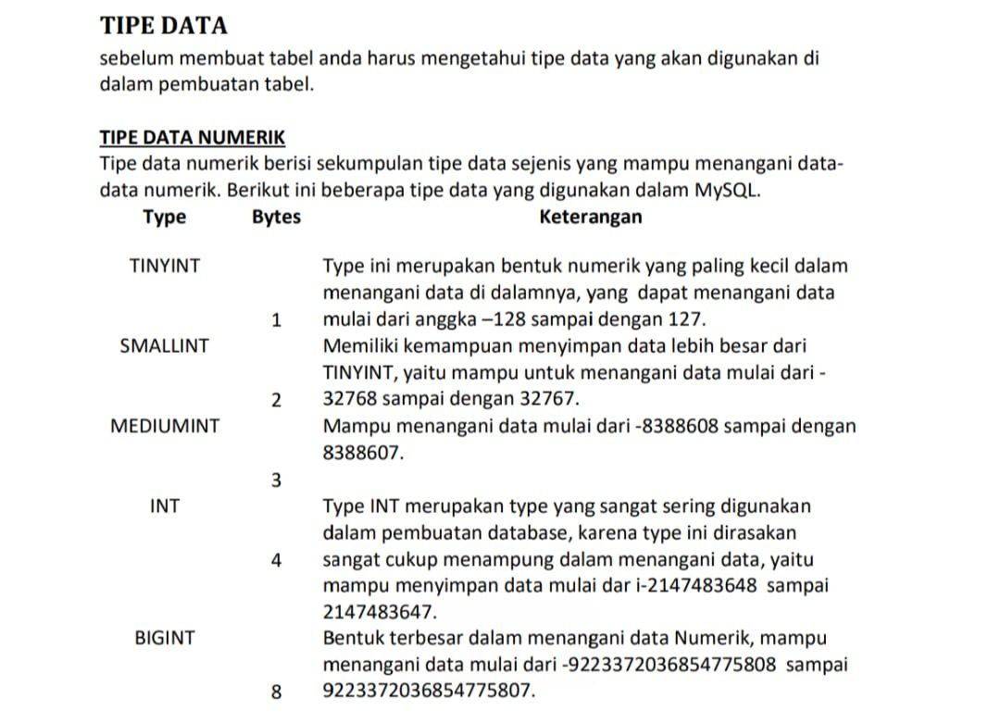 TIPE DATA
sebelum membuat tabel anda harus mengetahui tipe data yang akan digunakan di
dalam pembuatan tabel.
TIPE DATA NUMERIK
Tipe data numerik berisi sekumpulan tipe data sejenis yang mampu menangani data-
data numerik. Berikut ini beberapa tipe data yang digunakan dalam MySQL.
Type Bytes Keterangan
TINYINT Type ini merupakan bentuk numerik yang paling kecil dalam
menangani data di dalamnya, yang dapat menangani data
1 mulai dari anggka –128 sampai dengan 127.
SMALLINT Memiliki kemampuan menyimpan data lebih besar dari
TINYINT, yaitu mampu untuk menangani data mulai dari -
2 32768 sampai dengan 32767.
MEDIUMINT Mampu menangani data mulai dari -8388608 sampai dengan
8388607.
3
INT Type INT merupakan type yang sangat sering digunakan
dalam pembuatan database, karena type ini dirasakan
4 sangat cukup menampung dalam menangani data, yaitu
mampu menyimpan data mulai dar i-2147483648 sampai
2147483647.
BIGINT Bentuk terbesar dalam menangani data Numerik, mampu
menangani data mulai dari -9223372036854775808 sampai
8 9223372036854775807.